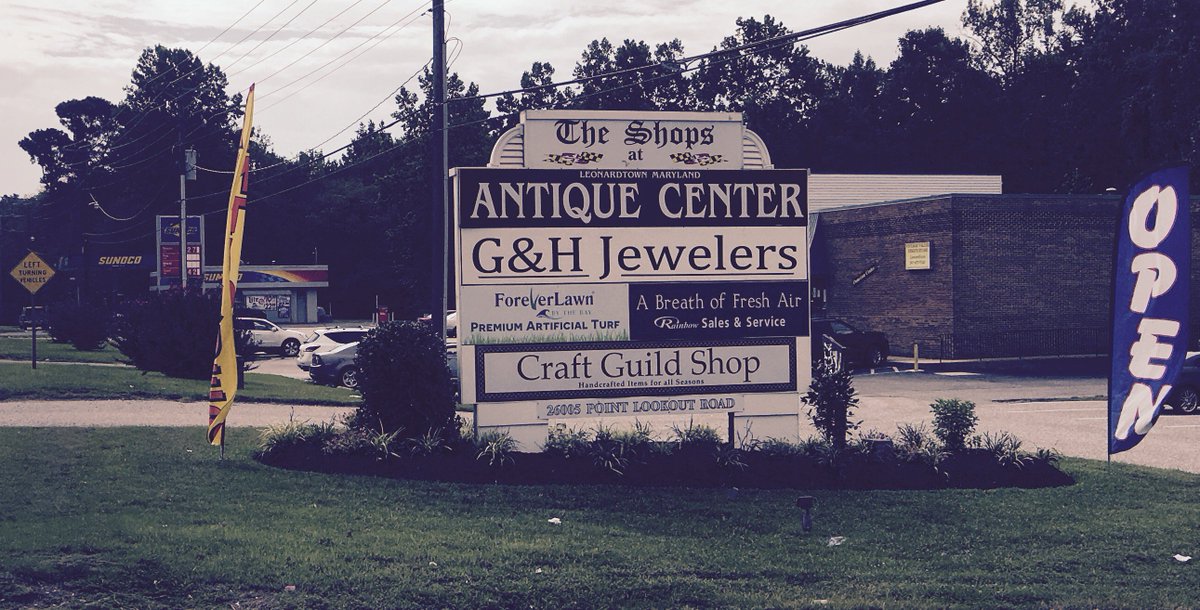 The Shops
at
LEONARDTOWN MARYLAND
ANTIQUE CENTER
G&H Jewelers
ForeverLawn
BY THE BAY
PREMIUM ARTIFICIAL TURF
A Breath of Fresh Air
Rainbow Sales & Service
Craft Guild Shop
Handcrafted Items for all Seasons
26005 POINT LOOKOUT ROAD
OPEN
LEFT
TURNING
VEHICLES
SUNOCO
SUNOCO